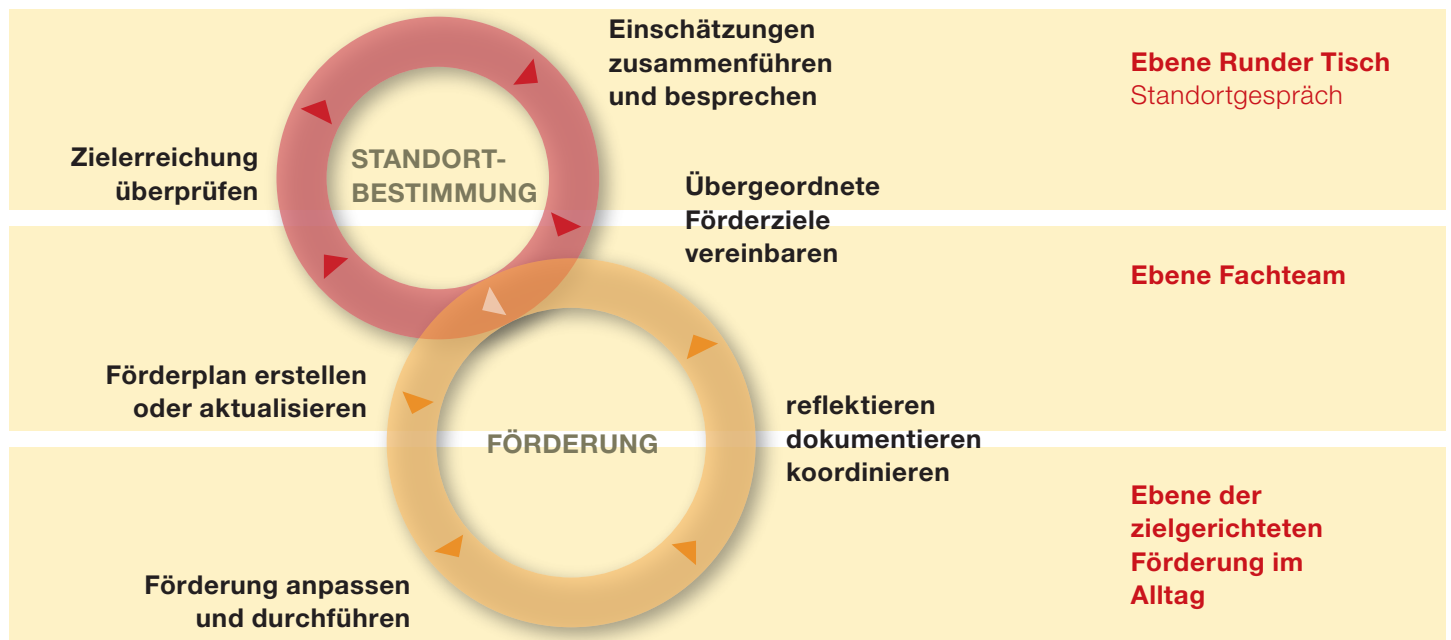 Einschätzungen
zusammenführen
und besprechen
Ebene Runder Tisch
Standortgespräch
Zielerreichung
überprüfen
STANDORT-
BESTIMMUNG
Übergeordnete
Förderziele
vereinbaren
Ebene Fachteam
Förderplan erstellen
oder aktualisieren
reflektieren
dokumentieren
koordinieren
FÖRDERUNG
Ebene der
zielgerichteten
Förderung im
Alltag
Förderung anpassen
und durchführen